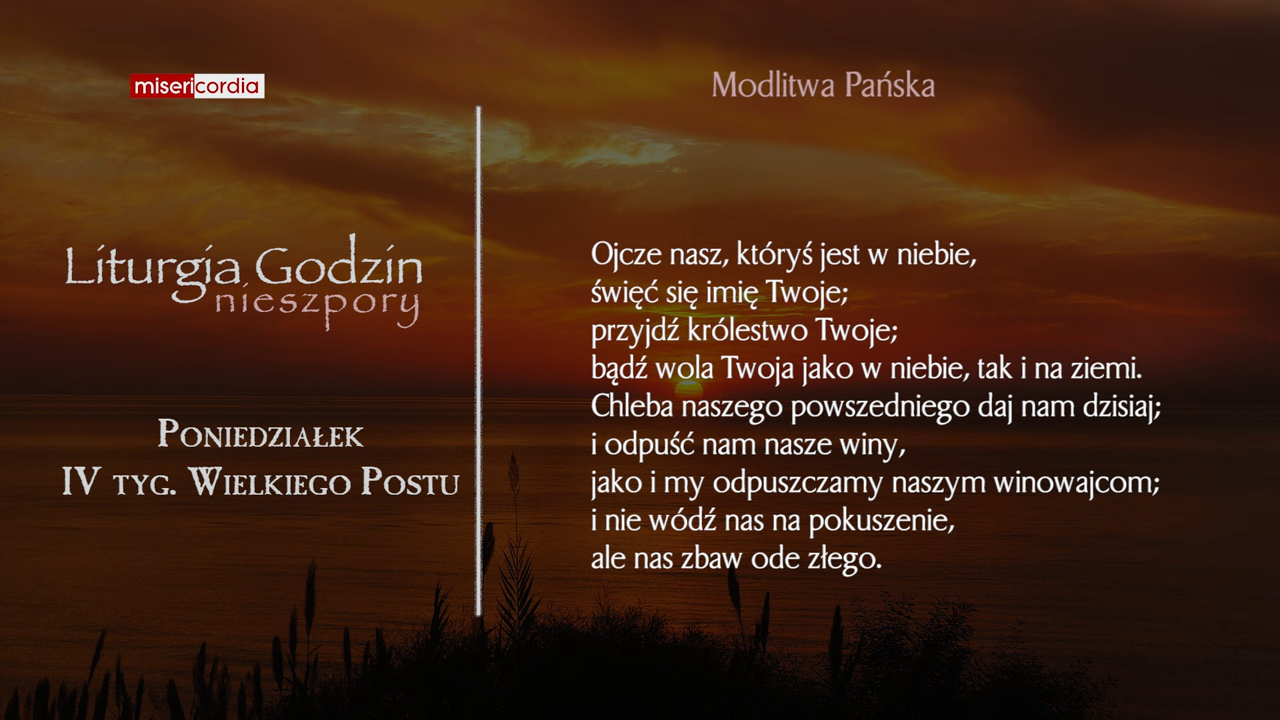 misericordia
Liturgia Godzin
nieszpory
Poniedziałek
IV tyg. Wielkiego Postu
Modlitwa Pańska
Ojcze nasz, któryś jest w niebie,
święć się imię Twoje;
przyjdź królestwo Twoje;
bądź wola Twoja jako w niebie, tak i na ziemi.
Chleba naszego powszedniego daj nam dzisiaj;
i odpuść nam nasze winy,
jako i my odpuszczamy naszym winowajcom;
i nie wódź nas na pokuszenie,
ale nas zbaw ode złego.